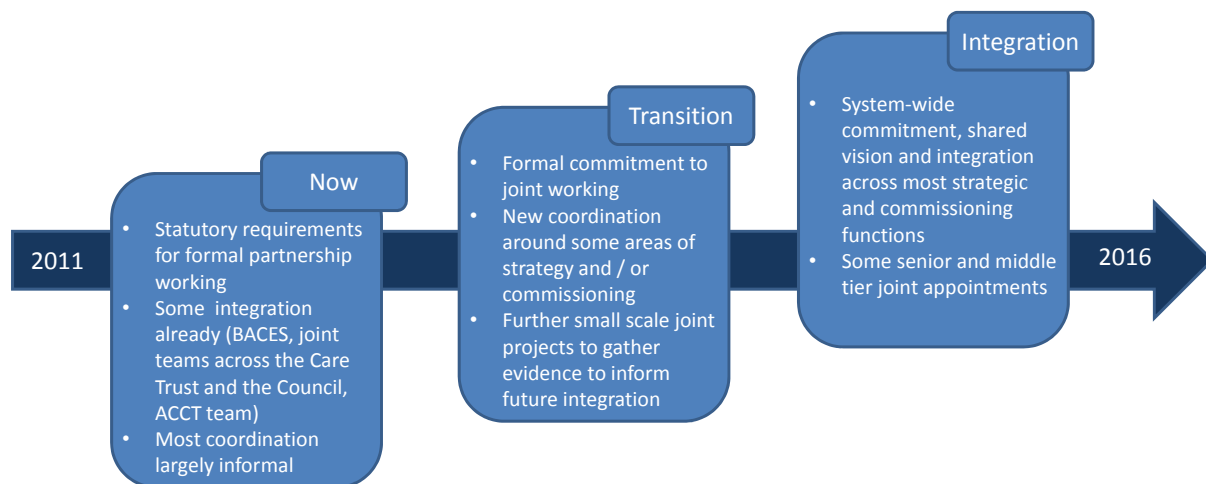 2011
Now
• Statutory requirements
for formal partnership
working
• Some integration
already (BACES, joint
teams across the Care
Trust and the Council,
ACCT team)
• Most coordination
largely informal
Transition
• Formal commitment to
joint working
• New coordination
around some areas of
strategy and / or
commissioning
• Further small scale joint
projects to gather
evidence to inform
future integration
Integration
• System-wide
commitment, shared
vision and integration
across most strategic
and commissioning
functions
• Some senior and middle
tier joint appointments
2016